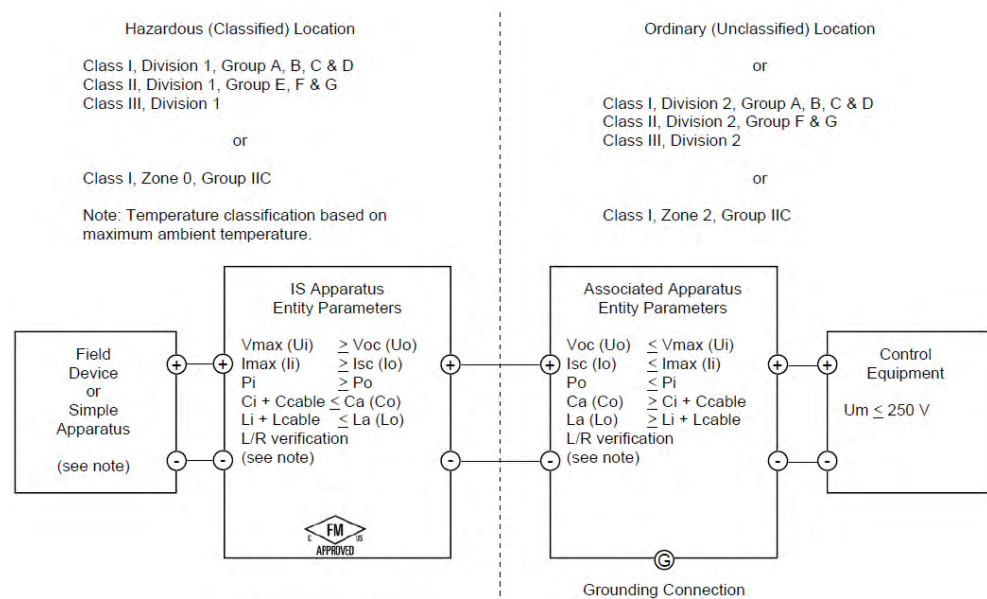 Hazardous (Classified) Location
Class I, Division 1, Group A, B, C & D
Class II, Division 1, Group E, F & G
Class III, Division 1
or
Class I, Zone 0, Group IIC
Note: Temperature classification based on
maximum ambient temperature.
Ordinary (Unclassified) Location
or
Class I, Division 2, Group A, B, C & D
Class II, Division 2, Group F & G
Class III, Division 2
or
Class I, Zone 2, Group IIC
Field
Device
or
Simple
Apparatus
(see note)
+
-
+
-
IS Apparatus
Entity Parameters
Vmax (Ui) ≥ Voc (Uo)
Imax (Ii) ≥ Isc (Io)
Pi ≥ Po
Ci + Ccable ≤ Ca (Co)
Li + Lcable ≤ La (Lo)
L/R verification
(see note)
C FM US
APPROVED
+
-
+
-
Associated Apparatus
Entity Parameters
Voc (Uo) ≤ Vmax (Ui)
Isc (Io) ≤ Imax (Ii)
Po ≤ Pi
Ca (Co) ≥ Ci + Ccable
La (Lo) ≥ Li + Lcable
L/R verification
(see note)
G
Grounding Connection
+
-
+
-
Control
Equipment
Um ≤ 250 V